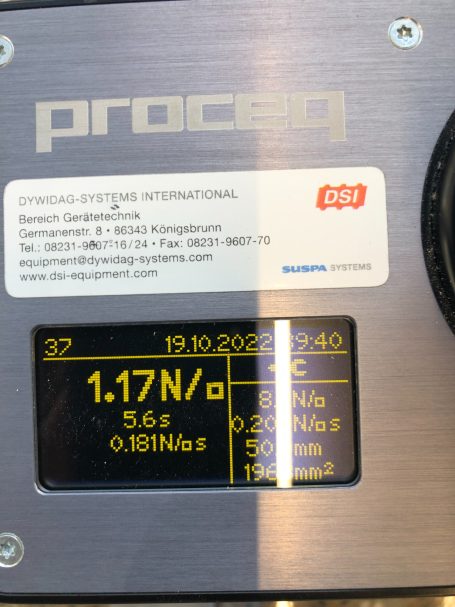 proceq
DYWIDAG-SYSTEMS INTERNATIONAL
DSI
Bereich Gerätetechnik
Germanenstr. 8 • 86343 Königsbrunn
Tel.: 08231-9607-16/24 • Fax: 08231-9607-70
equipment@dywidag-systems.com
www.dsi-equipment.com
SUSPA SYSTEMS
37 19.10.2022
1.17N/◻
5.6s
0.181N/◻s
mm
mm²